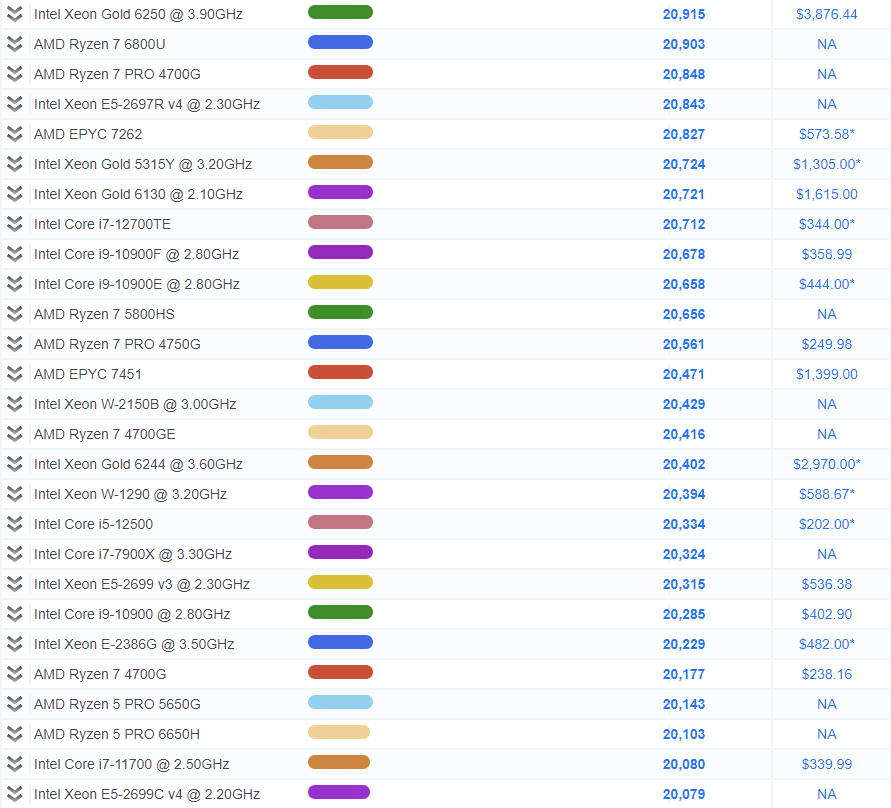 Intel Xeon Gold 6250 @ 3.90GHz 20,915 $3,876.44
AMD Ryzen 7 6800U 20,903 NA
AMD Ryzen 7 PRO 4700G 20,848 NA
Intel Xeon E5-2697R v4 @ 2.30GHz 20,843 NA
AMD EPYC 7262 20,827 $573.58*
Intel Xeon Gold 5315Y @ 3.20GHz 20,724 $1,305.00*
Intel Xeon Gold 6130 @ 2.10GHz 20,721 $1,615.00
Intel Core i7-12700TE 20,712 $344.00*
Intel Core i9-10900F @ 2.80GHz 20,678 $358.99
Intel Core i9-10900E @ 2.80GHz 20,658 $444.00*
AMD Ryzen 7 5800HS 20,656 NA
AMD Ryzen 7 PRO 4750G 20,561 $249.98
AMD EPYC 7451 20,471 $1,399.00
Intel Xeon W-2150B @ 3.00GHz 20,429 NA
AMD Ryzen 7 4700GE 20,416 NA
Intel Xeon Gold 6244 @ 3.60GHz 20,402 $2,970.00*
Intel Xeon W-1290 @ 3.20GHz 20,394 $588.67*
Intel Core i5-12500 20,334 $202.00*
Intel Core i7-7900X @ 3.30GHz 20,324 NA
Intel Xeon E5-2699 v3 @ 2.30GHz 20,315 $536.38
Intel Core i9-10900 @ 2.80GHz 20,285 $402.90
Intel Xeon E-2386G @ 3.50GHz 20,229 $482.00*
AMD Ryzen 7 4700G 20,177 $238.16
AMD Ryzen 5 PRO 5650G 20,143 NA
AMD Ryzen 5 PRO 6650H 20,103 NA
Intel Core i7-11700 @ 2.50GHz 20,080 $339.99
Intel Xeon E5-2699C v4 @ 2.20GHz 20,079 NA